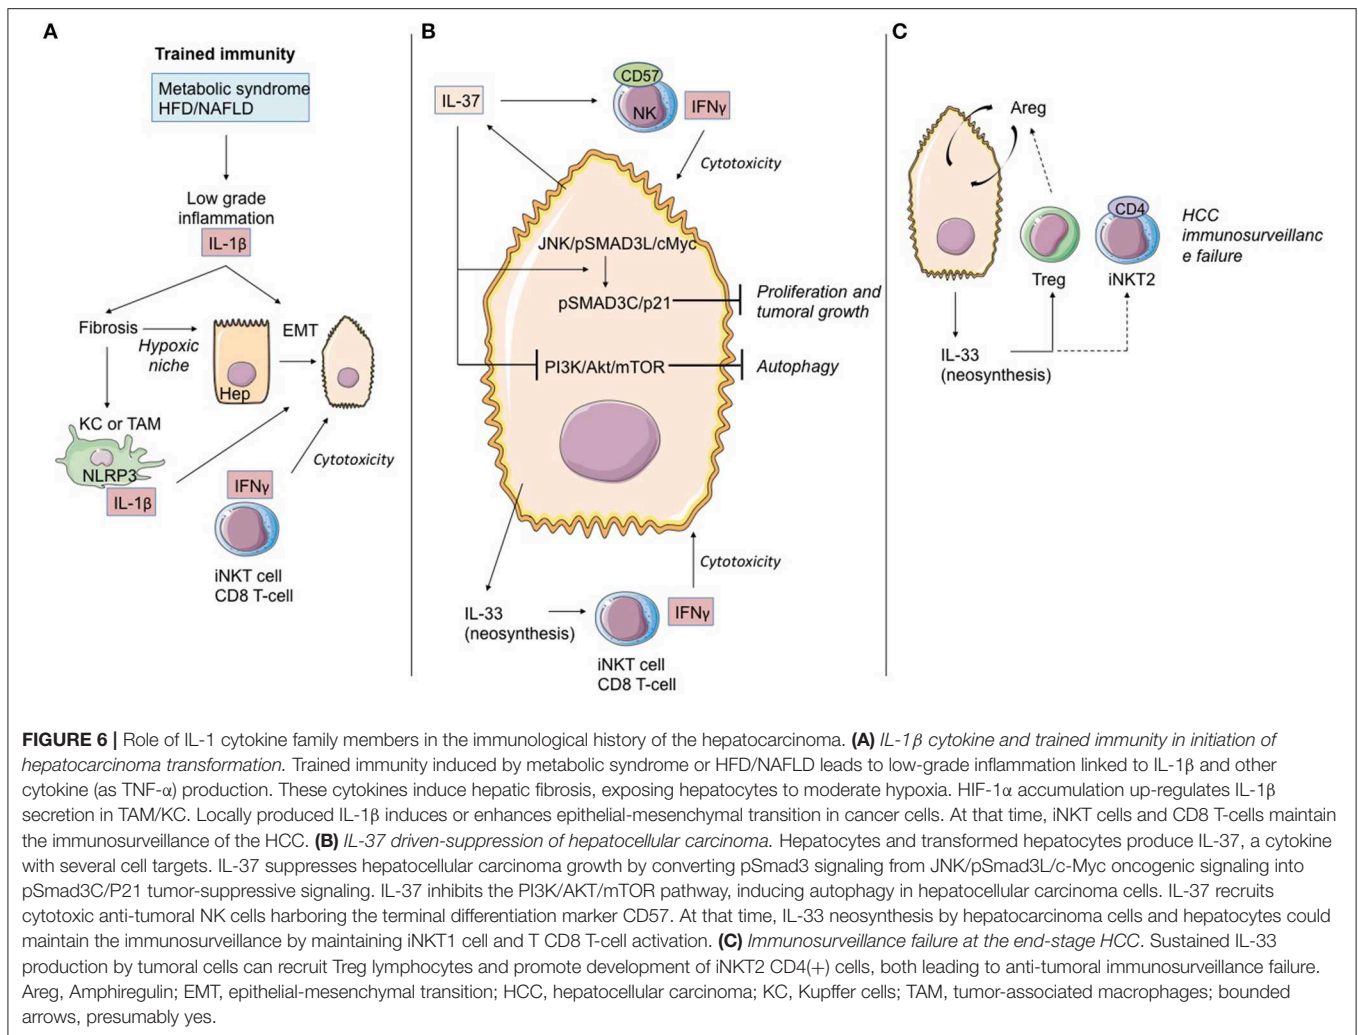 A
Trained immunity
Metabolic syndrome
HFD/NAFLD
Low grade
inflammation
IL-1β
Fibrosis
Hypoxic
niche
EMT
Hep
KC or TAM
NLRP3
IL-1β
Cytotoxicity
IFNγ
iNKT cell
CD8 T-cell
B
IL-37
CD57
NK
IFNγ
Cytotoxicity
JNK/pSMAD3L/cMyc
pSMAD3C/p21
Proliferation and
tumoral growth
PI3K/Akt/mTOR
Autophagy
Cytotoxicity
IL-33
(neosynthesis)
IFNγ
iNKT cell
CD8 T-cell
C
Areg
CD4
Treg
iNKT2
HCC
immunosurveillanc
e failure
IL-33
(neosynthesis)
FIGURE 6 | Role of IL-1 cytokine family members in the immunological history of the hepatocarcinoma. (A) IL-1β cytokine and trained immunity in initiation of
hepatocarcinoma transformation. Trained immunity induced by metabolic syndrome or HFD/NAFLD leads to low-grade inflammation linked to IL-1β and other
cytokine (as TNF-α) production. These cytokines induce hepatic fibrosis, exposing hepatocytes to moderate hypoxia. HIF-1α accumulation up-regulates IL-1β
secretion in TAM/KC. Locally produced IL-1β induces or enhances epithelial-mesenchymal transition in cancer cells. At that time, iNKT cells and CD8 T-cells maintain
the immunosurveillance of the HCC. (B) IL-37 driven-suppression of hepatocellular carcinoma. Hepatocytes and transformed hepatocytes produce IL-37, a cytokine
with several cell targets. IL-37 suppresses hepatocellular carcinoma growth by converting pSmad3 signaling from JNK/pSmad3L/c-Myc oncogenic signaling into
pSmad3C/P21 tumor-suppressive signaling. IL-37 inhibits the PI3K/AKT/mTOR pathway, inducing autophagy in hepatocellular carcinoma cells. IL-37 recruits
cytotoxic anti-tumoral NK cells harboring the terminal differentiation marker CD57. At that time, IL-33 neosynthesis by hepatocarcinoma cells and hepatocytes could
maintain the immunosurveillance by maintaining iNKT1 cell and T CD8 T-cell activation. (C) Immunosurveillance failure at the end-stage HCC. Sustained IL-33
production by tumoral cells can recruit Treg lymphocytes and promote development of iNKT2 CD4(+) cells, both leading to anti-tumoral immunosurveillance failure.
Areg, Amphiregulin; EMT, epithelial-mesenchymal transition; HCC, hepatocellular carcinoma; KC, Kupffer cells; TAM, tumor-associated macrophages; bounded
arrows, presumably yes.